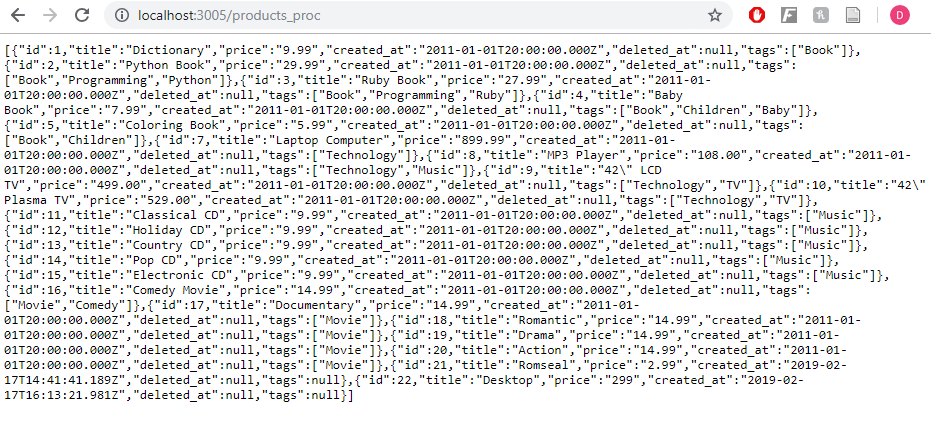 localhost:3005/products_proc
D
[{"id":1,"title":"Dictionary","price":"9.99","created_at":"2011-01-01T20:00:00.000Z","deleted_at":null,"tags":["Book"]},
{"id":2,"title":"Python Book","price":"29.99","created_at":"2011-01-01T20:00:00.000Z","deleted_at":null,"tags":
["Book","Programming","Python"]},{"id":3,"title":"Ruby Book","price":"27.99","created_at":"2011-01-
01T20:00:00.000Z","deleted_at":null,"tags":["Book","Programming","Ruby"]},{"id":4,"title":"Baby
Book","price":"7.99","created_at":"2011-01-01T20:00:00.000Z","deleted_at":null,"tags":["Book","Children","Baby"]},
{"id":5,"title":"Coloring Book","price":"5.99","created_at":"2011-01-01T20:00:00.000Z","deleted_at":null,"tags":
["Book","Children"]},{"id":7,"title":"Laptop Computer","price":"899.99","created_at":"2011-01-
01T20:00:00.000Z","deleted_at":null,"tags":["Technology"]},{"id":8,"title":"MP3 Player","price":"108.00","created_at":"2011-01-
01T20:00:00.000Z","deleted_at":null,"tags":["Technology","Music"]},{"id":9,"title":"42\" LCD
TV","price":"499.00","created_at":"2011-01-01T20:00:00.000Z","deleted_at":null,"tags":["Technology","TV"]},{"id":10,"title":"42\"
Plasma TV","price":"529.00","created_at":"2011-01-01T20:00:00.000Z","deleted_at":null,"tags":["Technology","TV"]},
{"id":11,"title":"Classical CD","price":"9.99","created_at":"2011-01-01T20:00:00.000Z","deleted_at":null,"tags":["Music"]},
{"id":12,"title":"Holiday CD","price":"9.99","created_at":"2011-01-01T20:00:00.000Z","deleted_at":null,"tags":["Music"]},
{"id":13,"title":"Country CD","price":"9.99","created_at":"2011-01-01T20:00:00.000Z","deleted_at":null,"tags":["Music"]},
{"id":14,"title":"Pop CD","price":"9.99","created_at":"2011-01-01T20:00:00.000Z","deleted_at":null,"tags":["Music"]},
{"id":15,"title":"Electronic CD","price":"9.99","created_at":"2011-01-01T20:00:00.000Z","deleted_at":null,"tags":["Music"]},
{"id":16,"title":"Comedy Movie","price":"14.99","created_at":"2011-01-01T20:00:00.000Z","deleted_at":null,"tags":
["Movie","Comedy"]},{"id":17,"title":"Documentary","price":"14.99","created_at":"2011-01-
01T20:00:00.000Z","deleted_at":null,"tags":["Movie"]},{"id":18,"title":"Romantic","price":"14.99","created_at":"2011-01-
01T20:00:00.000Z","deleted_at":null,"tags":["Movie"]},{"id":19,"title":"Drama","price":"14.99","created_at":"2011-01-
01T20:00:00.000Z","deleted_at":null,"tags":["Movie"]},{"id":20,"title":"Action","price":"14.99","created_at":"2011-01-
01T20:00:00.000Z","deleted_at":null,"tags":["Movie"]},{"id":21,"title":"Romseal","price":"2.99","created_at":"2019-02-
17T14:41:41.189Z","deleted_at":null,"tags":null},{"id":22,"title":"Desktop","price":"299","created_at":"2019-02-
17T16:13:21.981Z","deleted_at":null,"tags":null}]